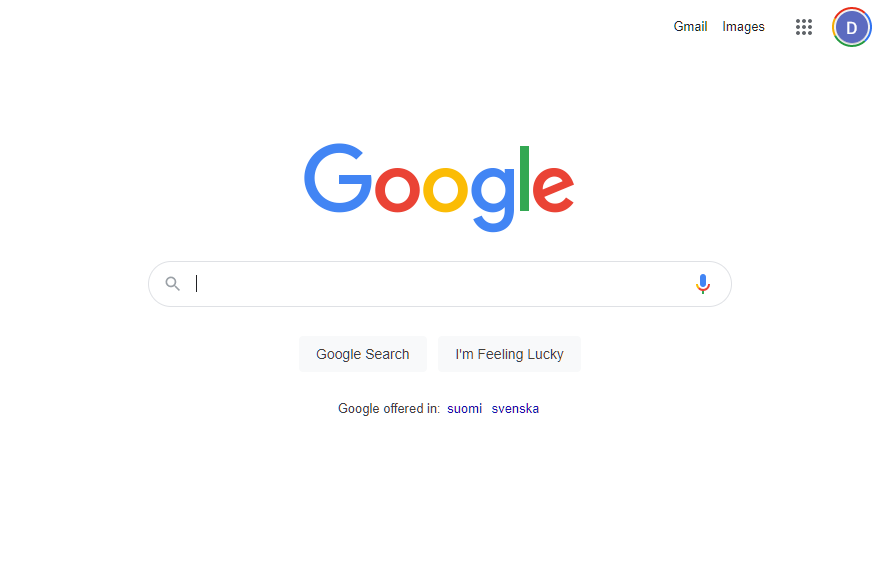 Gmail Images D
Google
Google Search I'm Feeling Lucky
Google offered in: suomi svenska